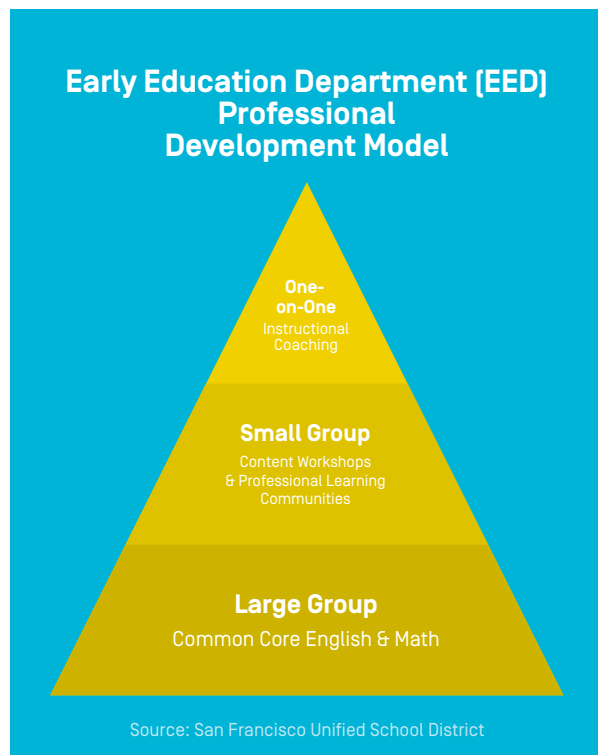 Early Education Department (EED)
Professional
Development Model
One-
on-One
Instructional
Coaching
Small Group
Content Workshops
& Professional Learning
Communities
Large Group
Common Core English & Math
Source: San Francisco Unified School District